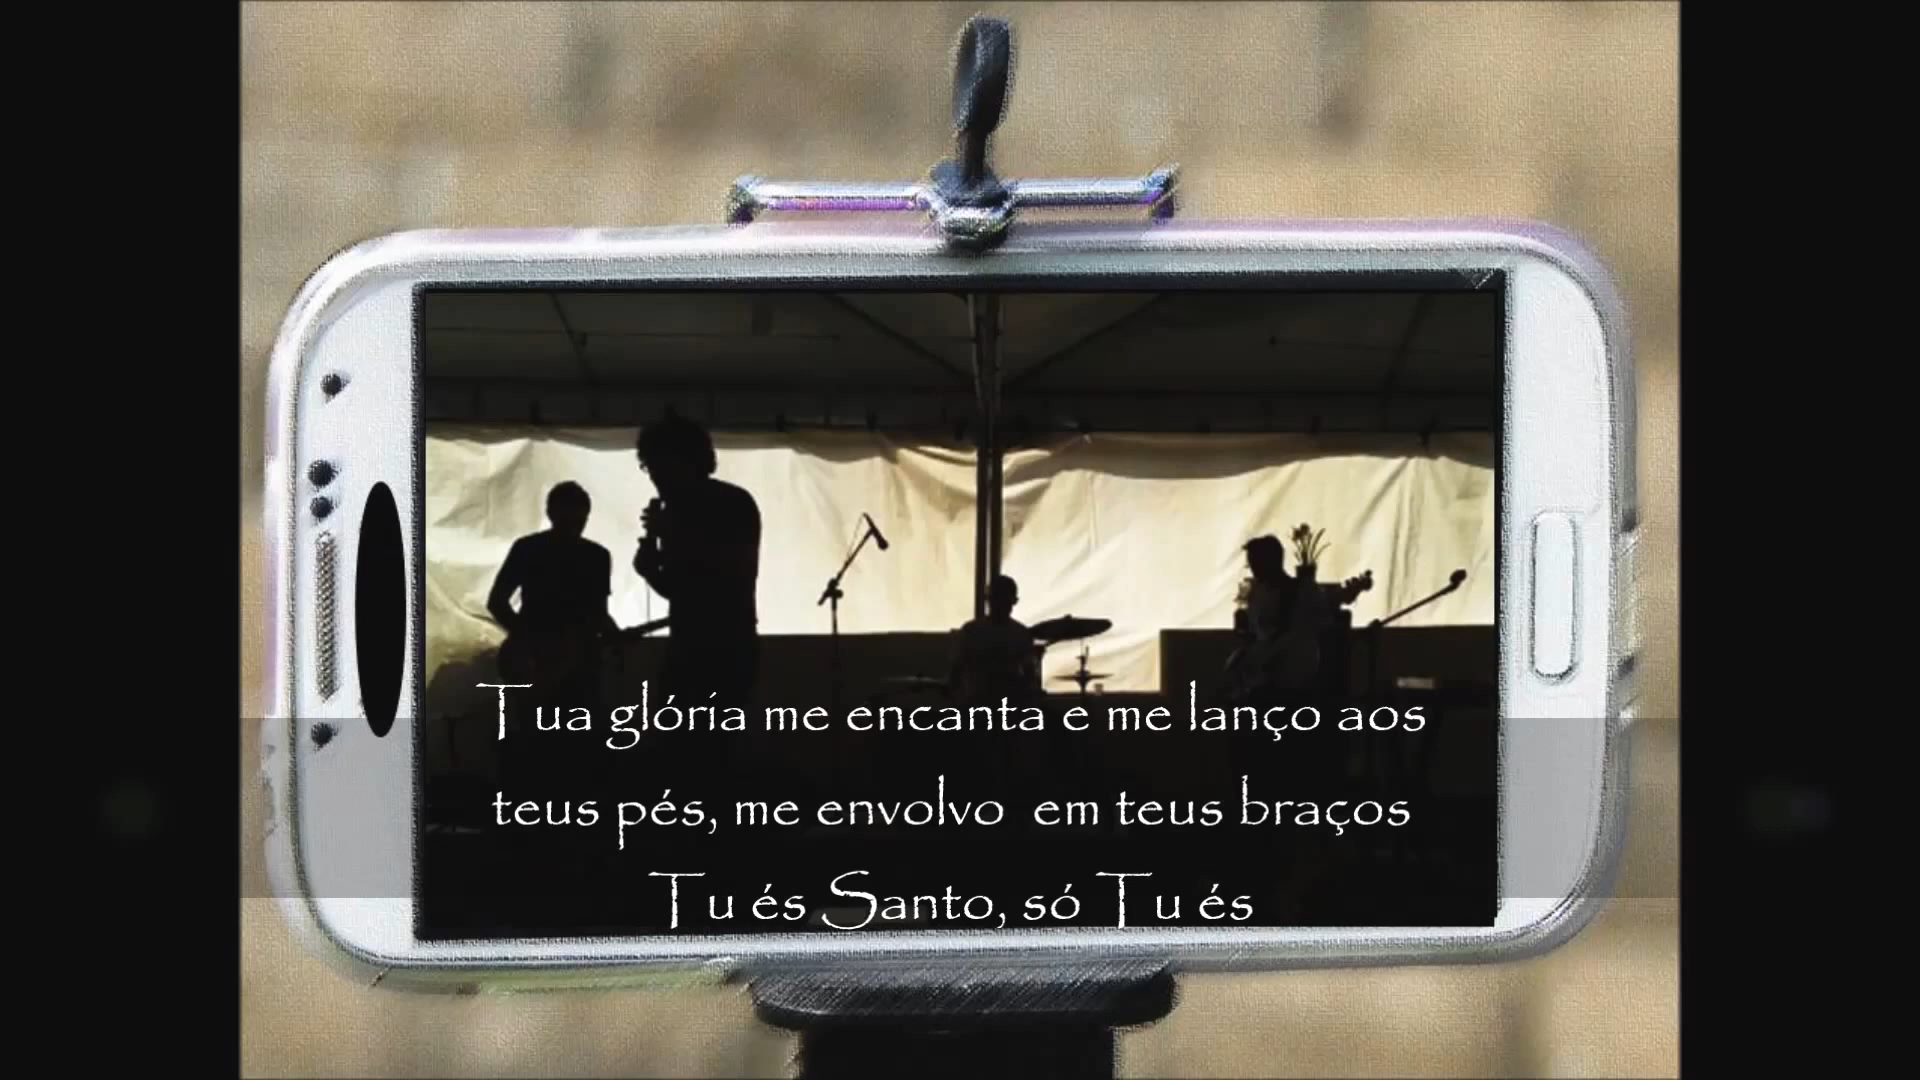 Tua glória me encanta e me lanço aos
teus pés, me envolvo em teus braços
Tu és Santo, só Tu és